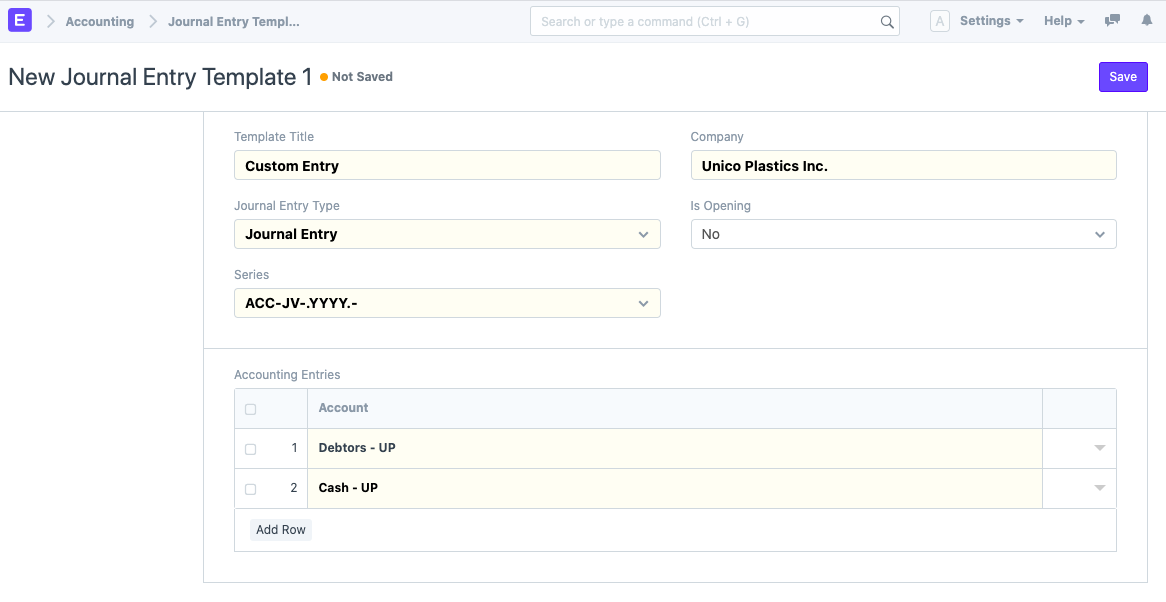 E Accounting Journal Entry Templ... Search or type a command (Ctrl + G) A Settings Help
New Journal Entry Template 1 Not Saved Save
Template Title Company
Custom Entry Unico Plastics Inc.
Journal Entry Type Is Opening
Journal Entry No
Series
ACC-JV-.YYYY.-
Accounting Entries
Account
1 Debtors - UP
2 Cash - UP
Add Row